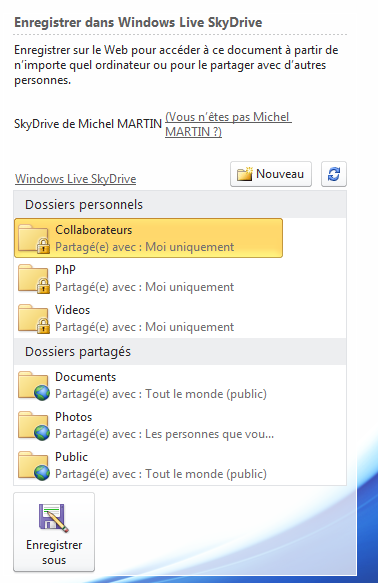 Enregistrer dans Windows Live SkyDrive
Enregistrer sur le Web pour accéder à ce document à partir de
n'importe quel ordinateur ou pour le partager avec d'autres
personnes.
SkyDrive de Michel MARTIN (Vous n'êtes pas Michel
MARTIN ?)
Windows Live SkyDrive
Nouveau
Dossiers personnels
Collaborateurs
Partagé(e) avec : Moi uniquement
PhP
Partagé(e) avec : Moi uniquement
Videos
Partagé(e) avec : Moi uniquement
Dossiers partagés
Documents
Partagé(e) avec : Tout le monde (public)
Photos
Partagé(e) avec : Les personnes que vou...
Public
Partagé(e) avec : Tout le monde (public)
Enregistrer
sous